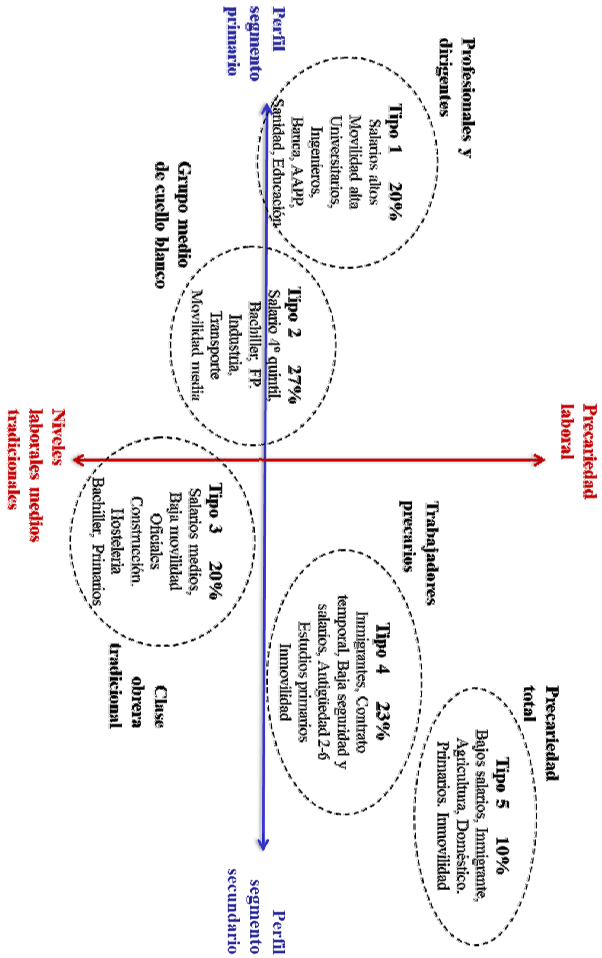 Precariedad
laboral
Precariedad
total
Tipo 5 10%
Bajos salarios, Inmigrante,
Agricultura, Doméstico.
Primarios. Inmovilidad
Profesionales y
dirigentes
Tipo 1 20%
Salarios altos
Movilidad alta
Universitarios,
Ingenieros,
Banca, AAPP,
Sanidad, Educación
Trabajadores
precarios
Tipo 4 23%
Inmigrantes, Contrato
temporal, Baja seguridad y
salarios, Antigüedad 2-6
Estudios primarios
Inmovilidad
Perfil
segmento
primario
Perfil
segmento
secundario
Tipo 2 27%
Salario 4º quintil,
Bachiller, FP.
Industria,
Transporte
Movilidad media
Grupo medio
de cuello blanco
Tipo 3 20%
Salarios medios,
Baja movilidad
Oficiales
Construcción.
Hostelería
Bachiller, Primarios
Clase
obrera
tradicional
Niveles
laborales medios
tradicionales